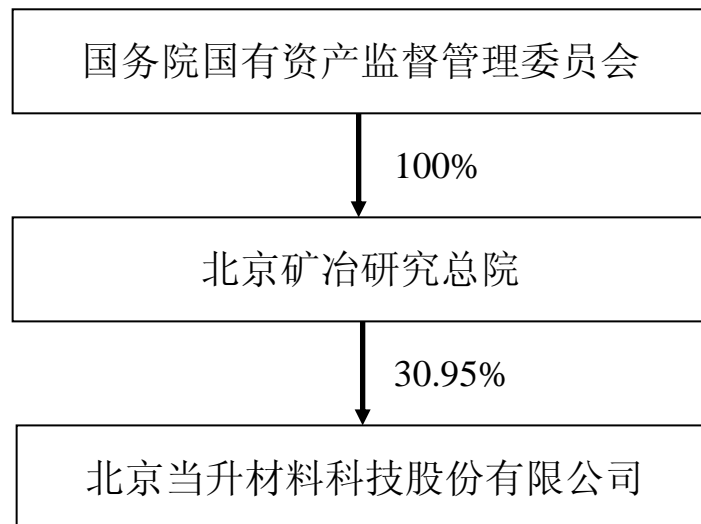 国务院国有资产监督管理委员会
100%
北京矿冶研究总院
30.95%
北京当升材料科技股份有限公司